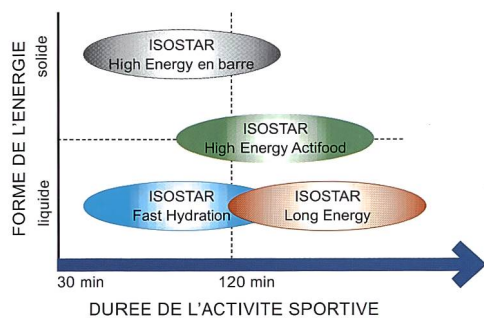 FORME DE L'ENERGIE
solide
liquide
ISOSTAR
High Energy en barre
ISOSTAR
High Energy Actifood
ISOSTAR
Fast Hydration
ISOSTAR
Long Energy
30 min
120 min
DUREE DE L'ACTIVITE SPORTIVE